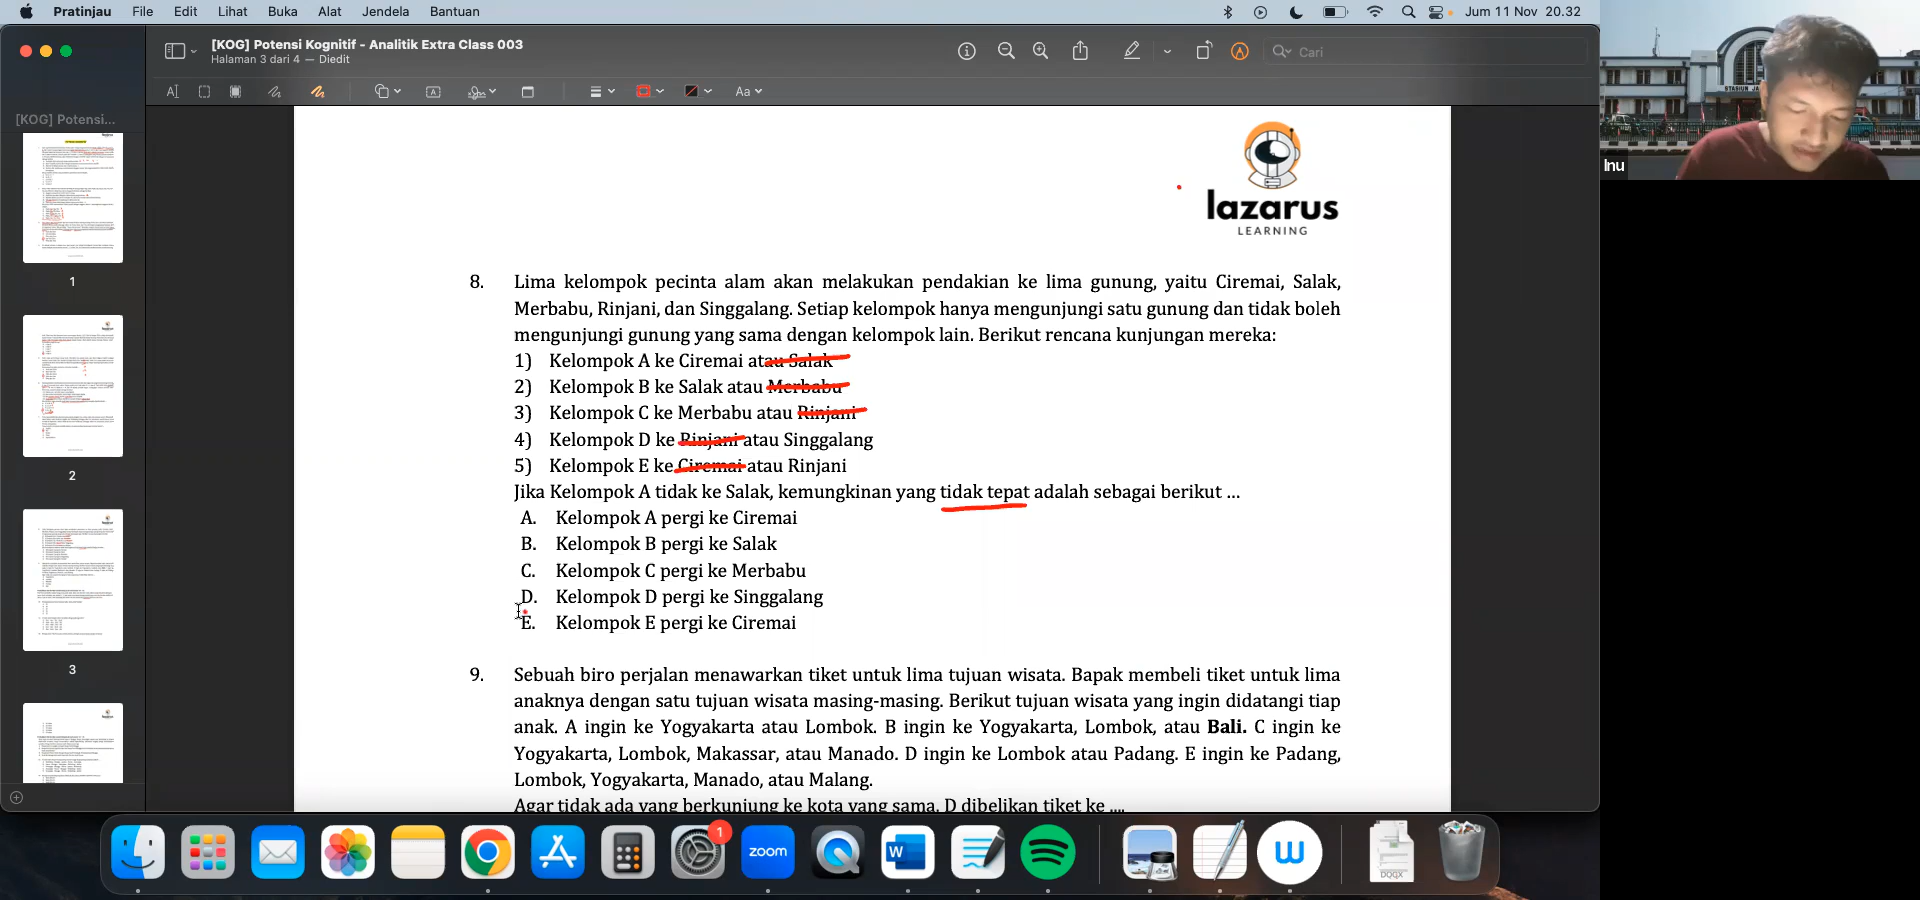 Pratinjau File Edit Lihat Buka Alat Jendela Bantuan
Jum 11 Nov 20.32
[KOG] Potensi Kognitif - Analitik Extra Class 003
Halaman 3 dari 4 — Diedit
Cari
Aa
[KOG] Potensi...
1
2
3
lazarus
LEARNING
8. Lima kelompok pecinta alam akan melakukan pendakian ke lima gunung, yaitu Ciremai, Salak,
Merbabu, Rinjani, dan Singgalang. Setiap kelompok hanya mengunjungi satu gunung dan tidak boleh
mengunjungi gunung yang sama dengan kelompok lain. Berikut rencana kunjungan mereka:
1) Kelompok A ke Ciremai atau Salak
2) Kelompok B ke Salak atau Merbabu
3) Kelompok C ke Merbabu atau Rinjani
4) Kelompok D ke Rinjani atau Singgalang
5) Kelompok E ke Ciremai atau Rinjani
Jika Kelompok A tidak ke Salak, kemungkinan yang tidak tepat adalah sebagai berikut ...
A. Kelompok A pergi ke Ciremai
B. Kelompok B pergi ke Salak
C. Kelompok C pergi ke Merbabu
D. Kelompok D pergi ke Singgalang
E. Kelompok E pergi ke Ciremai
9. Sebuah biro perjalan menawarkan tiket untuk lima tujuan wisata. Bapak membeli tiket untuk lima
anaknya dengan satu tujuan wisata masing-masing. Berikut tujuan wisata yang ingin didatangi tiap
anak. A ingin ke Yogyakarta atau Lombok. B ingin ke Yogyakarta, Lombok, atau Bali. C ingin ke
Yogyakarta, Lombok, Makassar, atau Manado. D ingin ke Lombok atau Padang. E ingin ke Padang,
Lombok, Yogyakarta, Manado, atau Malang.
Agar tidak ada yang berkunjung ke kota yang sama, D dibelikan tiket ke ....
Inu
STASIUN JA
1
zoom
W
DOCX